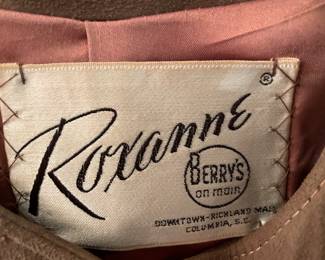 Roxanne ®
BERRY'S
on main
DOWNTOWN-RICHLAND MALL
COLUMBIA, S.C.